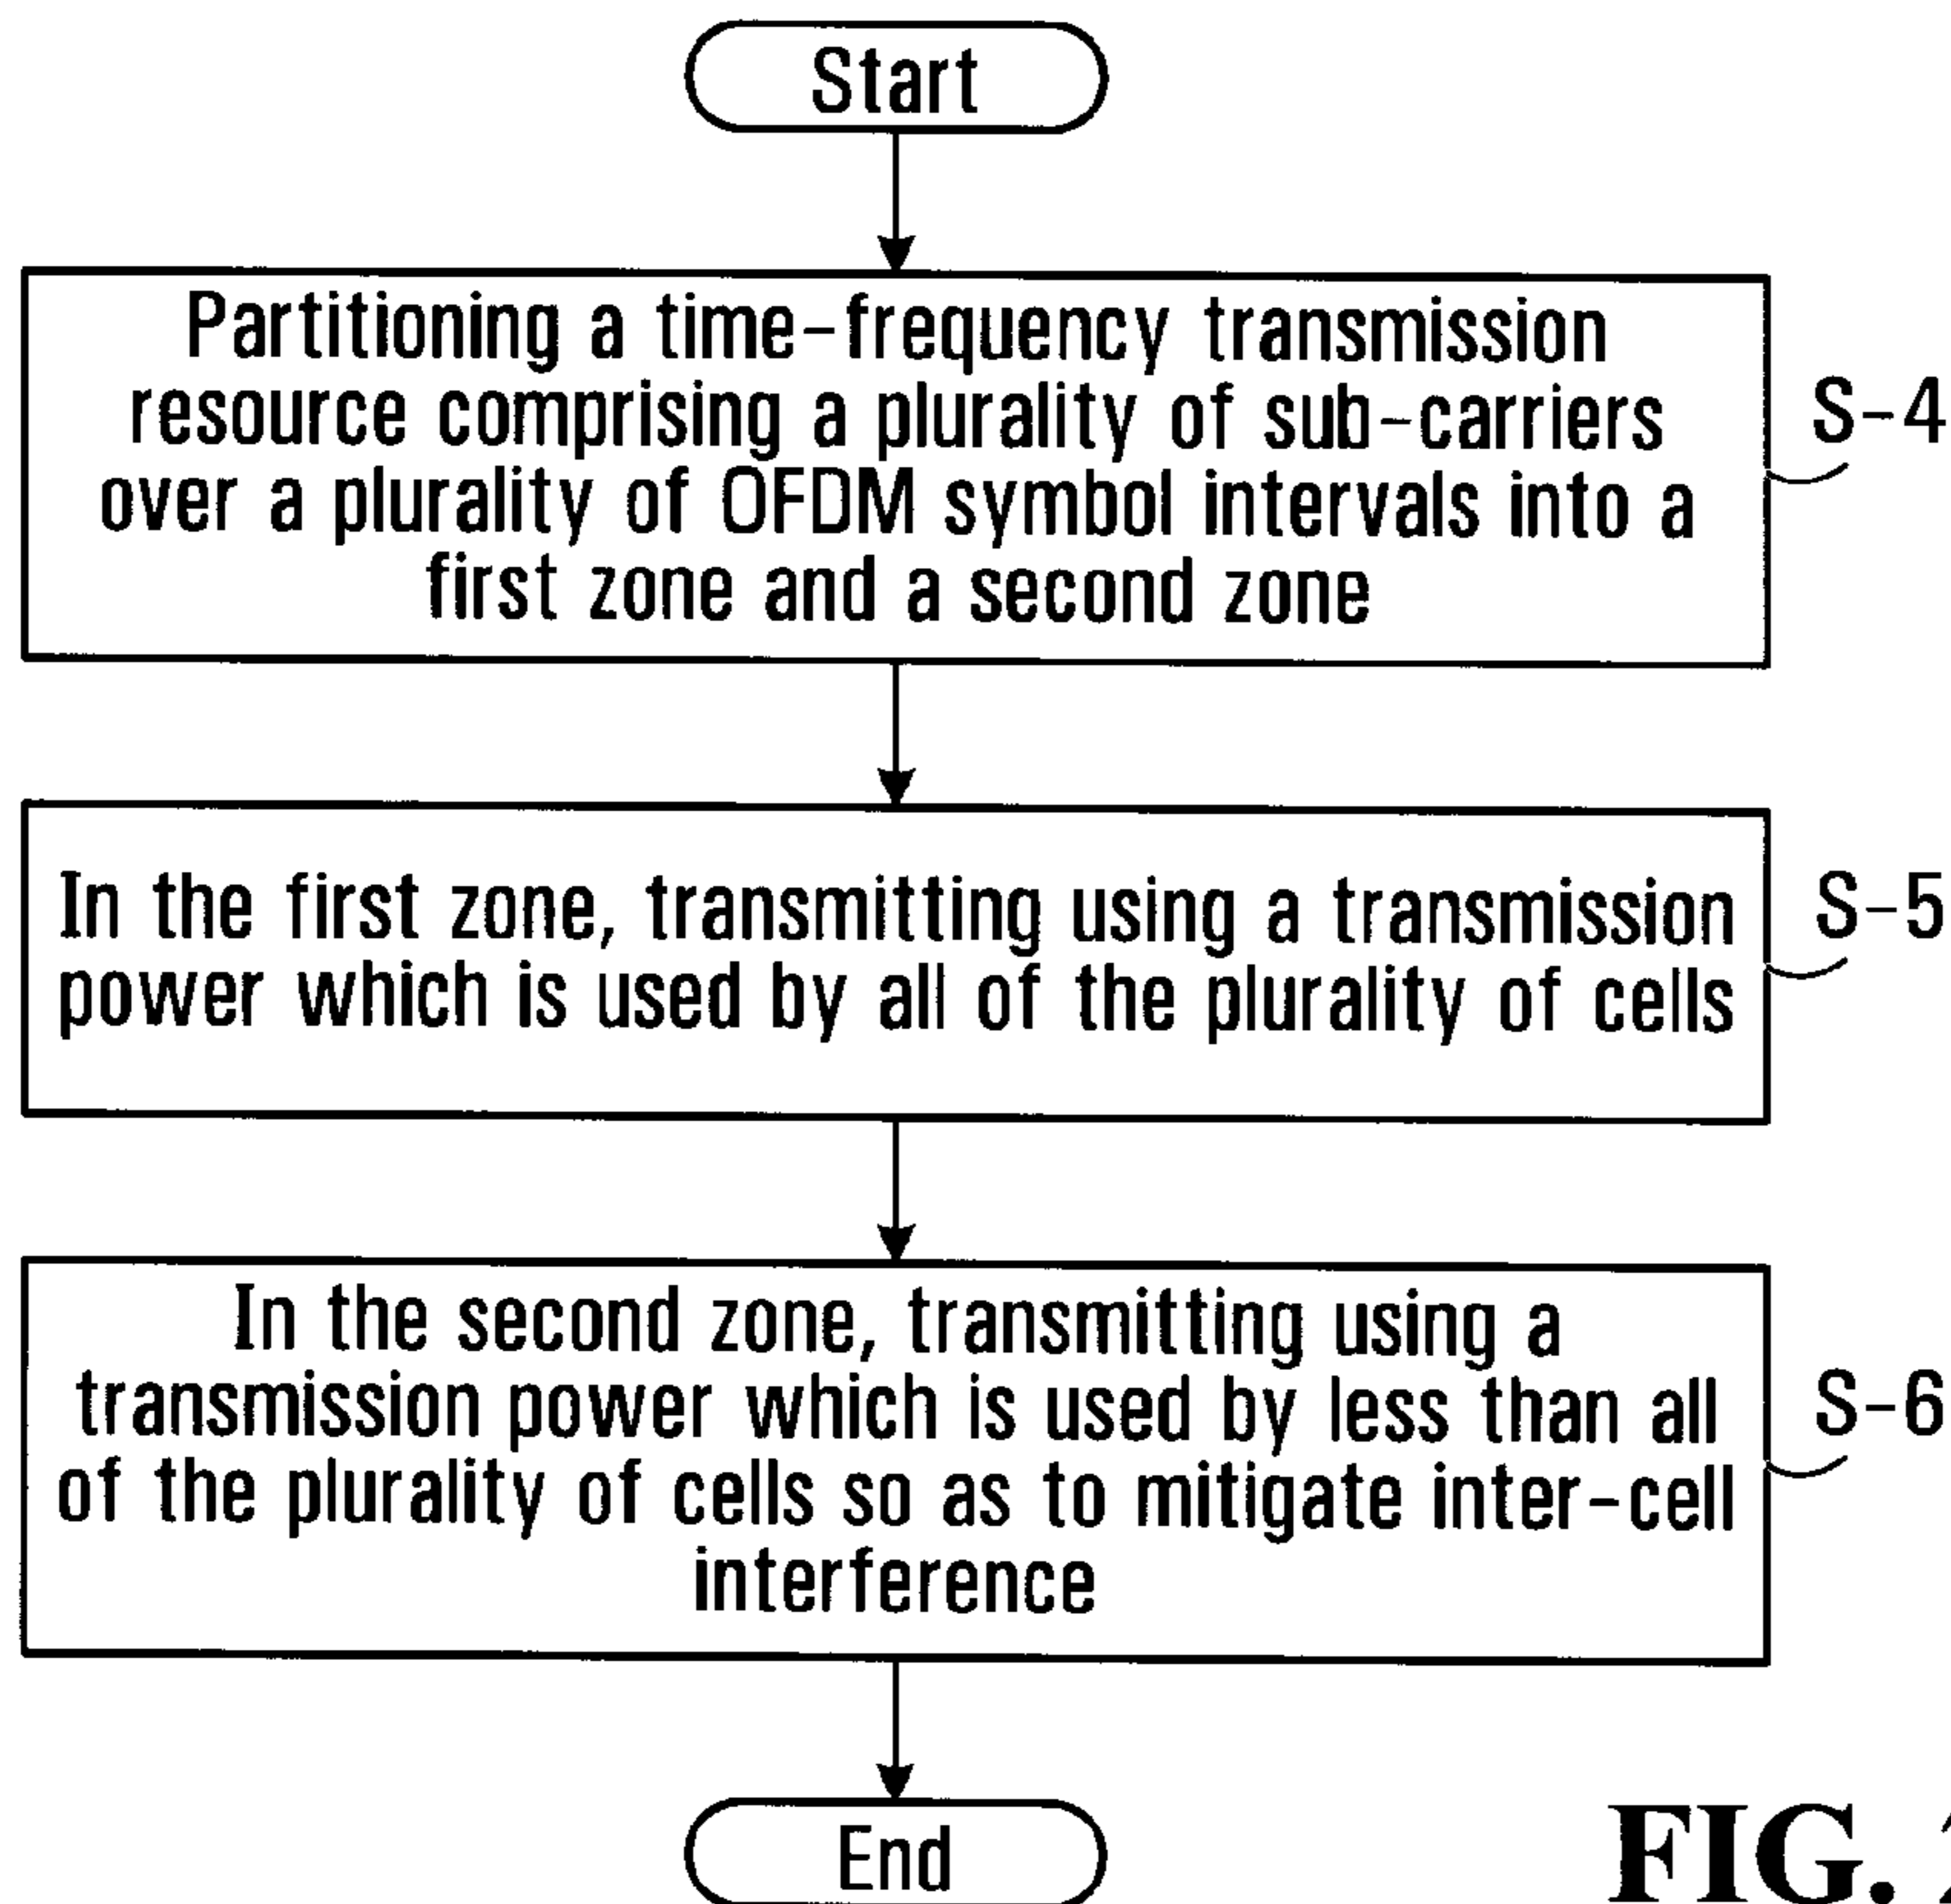 Start
Partitioning a time-frequency transmission
resource comprising a plurality of sub-carriers
over a plurality of OFDM symbol intervals into a
first zone and a second zone
S-4
In the first zone, transmitting using a transmission
power which is used by all of the plurality of cells
S-5
In the second zone, transmitting using a
transmission power which is used by less than all
of the plurality of cells so as to mitigate inter-cell
interference
S-6
End
FIG.